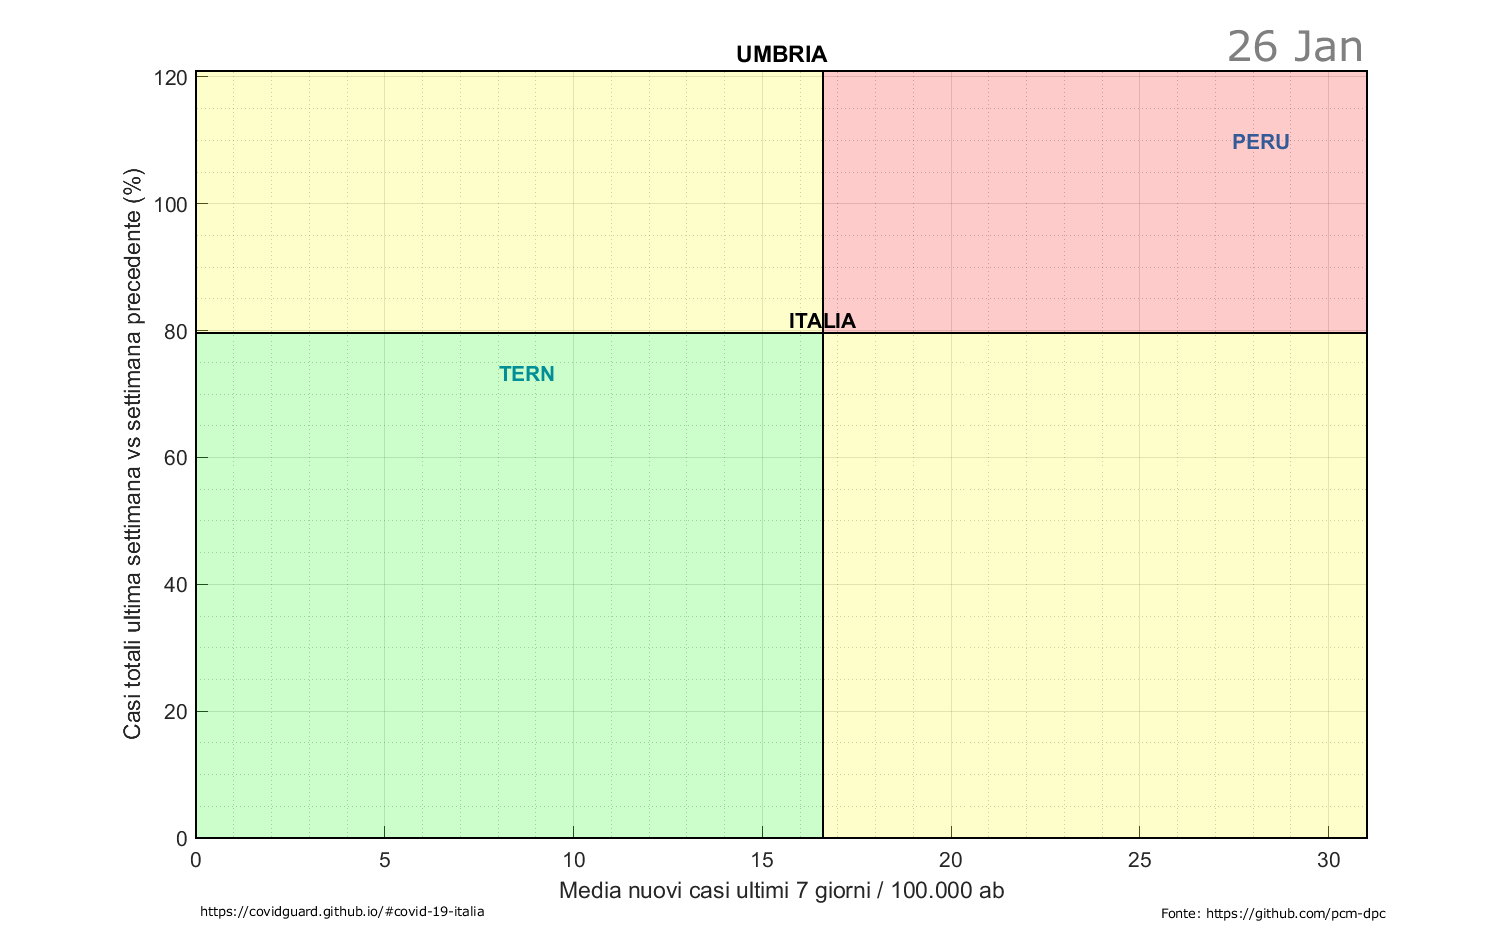 UMBRIA
26 Jan
Casi totali ultima settimana vs settimana precedente (%)
120
100
80
60
40
20
0
PERU
ITALIA
TERN
0 5 10 15 20 25 30
Media nuovi casi ultimi 7 giorni / 100.000 ab
https://covidguard.github.io/#covid-19-italia
Fonte: https://github.com/pcm-dpc